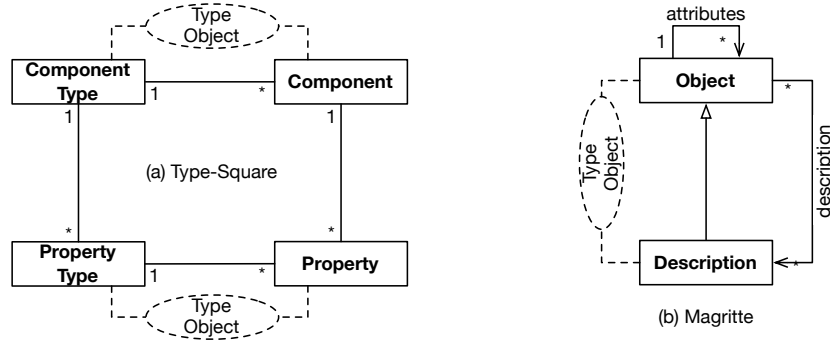 Type
Object
Component
Type
Component
1
*
1
1
(a) Type-Square
*
*
Property
Type
Property
1
*
Type
Object
attributes
1
*
Object
*
Type
Object
description
Description
*
(b) Magritte